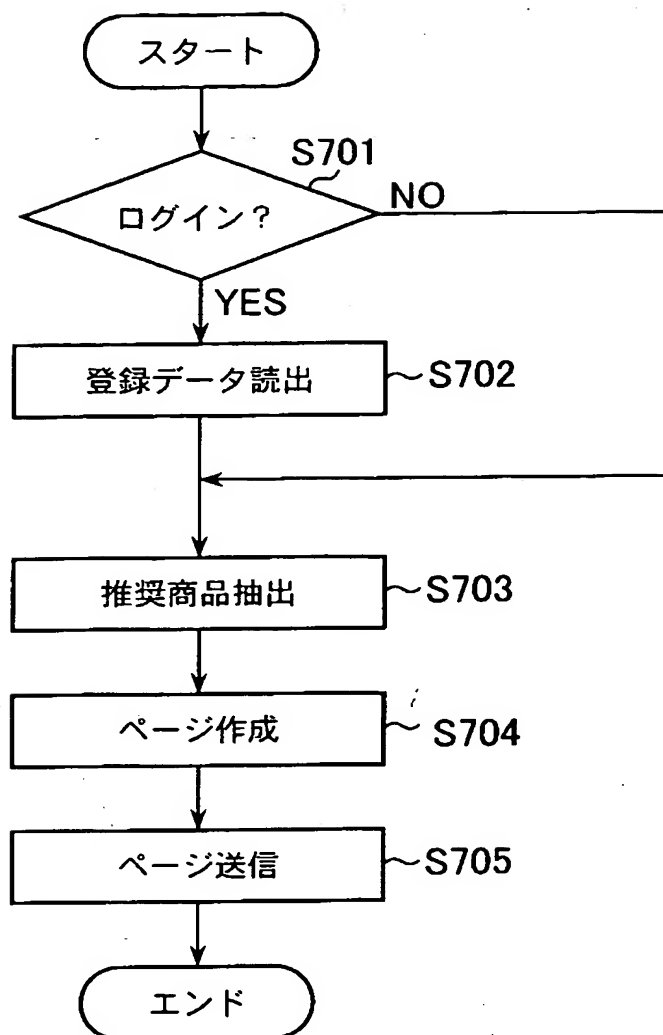 スタート
S701
ログイン?
NO
YES
登録データ読出
S702
推奨商品抽出
S703
ページ作成
S704
ページ送信
S705
エンド